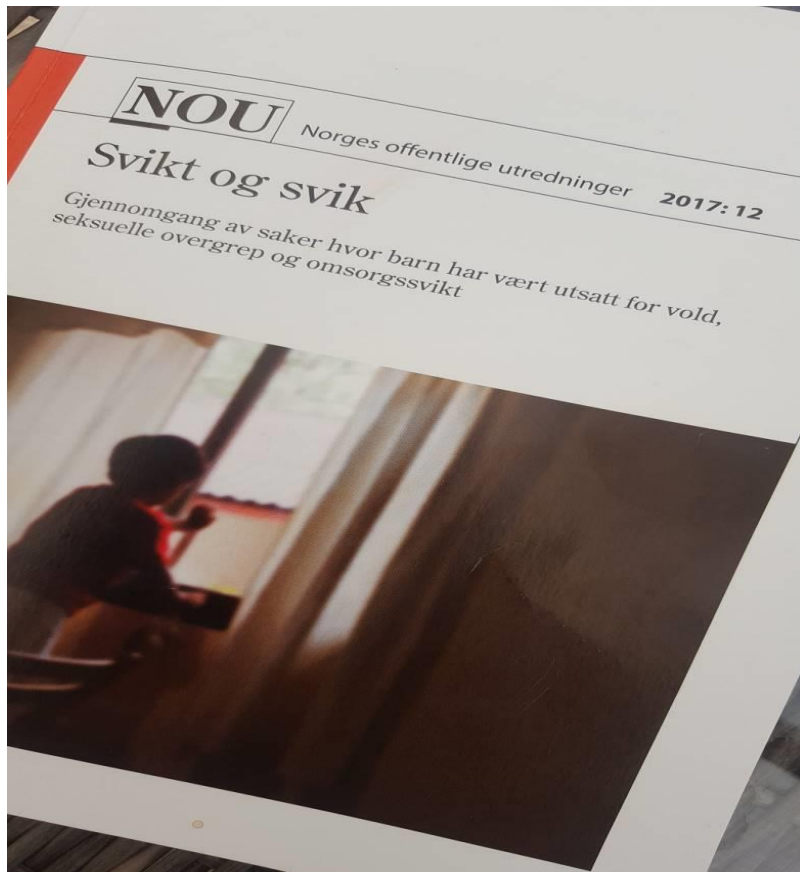 NOU Norges offentlige utredninger 2017: 12
Svikt og svik
Gjennomgang av saker hvor barn har vært utsatt for vold,
seksuelle overgrep og omsorgssvikt